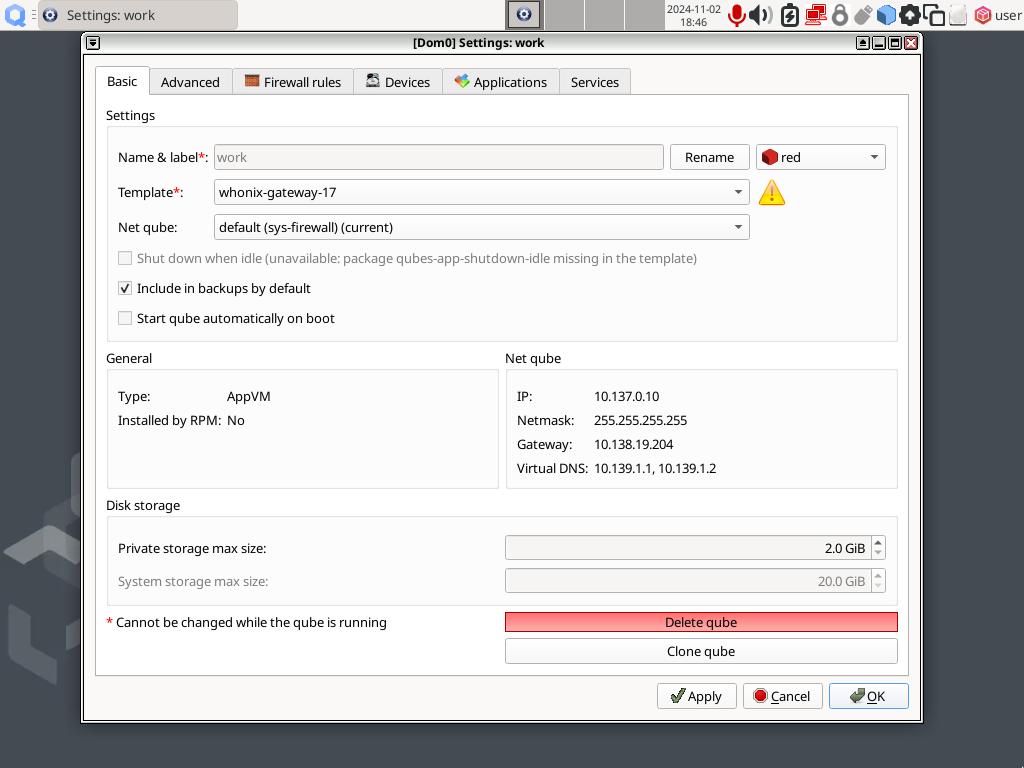 Settings: work
2024-11-02
18:46
user
[Dom0] Settings: work
Basic
Advanced
Firewall rules
Devices
Applications
Services
Settings
Name & label*:
work
Rename
red
Template*:
whonix-gateway-17
Net qube:
default (sys-firewall) (current)
Shut down when idle (unavailable: package qubes-app-shutdown-idle missing in the template)
Include in backups by default
Start qube automatically on boot
General
Type: AppVM
Installed by RPM: No
Net qube
IP: 10.137.0.10
Netmask: 255.255.255.255
Gateway: 10.138.19.204
Virtual DNS: 10.139.1.1, 10.139.1.2
Disk storage
Private storage max size: 2.0 GiB
System storage max size: 20.0 GiB
* Cannot be changed while the qube is running
Delete qube
Clone qube
Apply
Cancel
OK